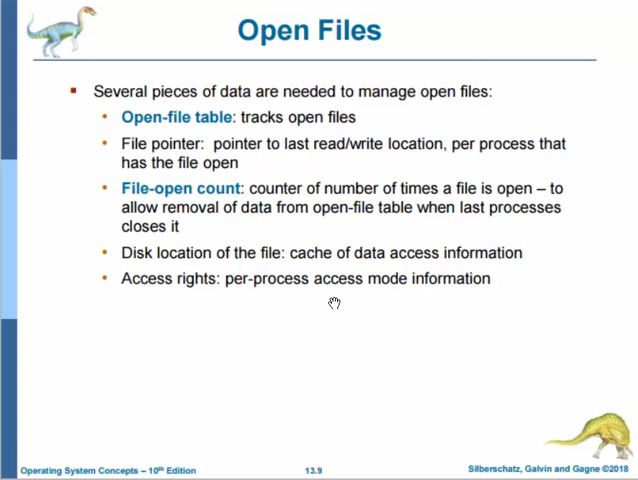 Open Files
Several pieces of data are needed to manage open files:
Open-file table: tracks open files
File pointer: pointer to last read/write location, per process that
has the file open
File-open count: counter of number of times a file is open – to
allow removal of data from open-file table when last processes
closes it
Disk location of the file: cache of data access information
Access rights: per-process access mode information
Operating System Concepts – 10th Edition
13.9
Silberschatz, Galvin and Gagne ©2018